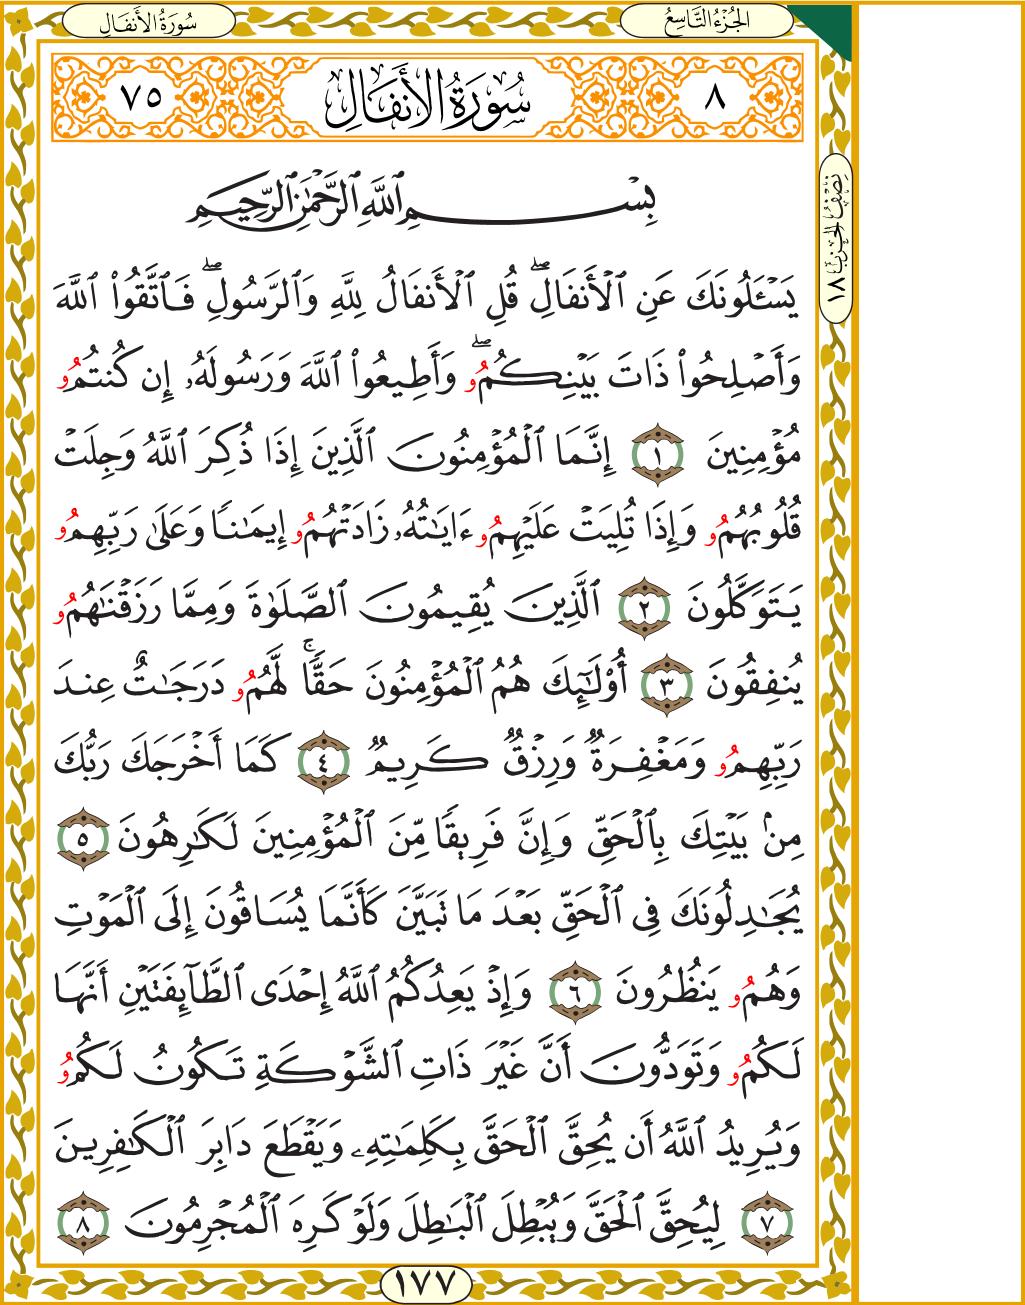 سُورَةُ الأَنفَالِ
الجُزْءُ التَّاسِعُ
٧٥ سُورَةُ الأَنفَالِ ٨
نِصْفُ الحِزْبِ ١٨
بِسْمِ ٱللَّهِ ٱلرَّحْمَٰنِ ٱلرَّحِيمِ
يَسْـَٔلُونَكَ عَنِ ٱلْأَنفَالِۖ قُلِ ٱلْأَنفَالُ لِلَّهِ وَٱلرَّسُولِۖ فَٱتَّقُوا۟ ٱللَّهَ
وَأَصْلِحُوا۟ ذَاتَ بَيْنِكُمُوۖ وَأَطِيعُوا۟ ٱللَّهَ وَرَسُولَهُۥ إِن كُنتُمُو
مُؤْمِنِينَ ١ إِنَّمَا ٱلْمُؤْمِنُونَ ٱلَّذِينَ إِذَا ذُكِرَ ٱللَّهُ وَجِلَتْ
قُلُوبُهُمُو وَإِذَا تُلِيَتْ عَلَيْهِمُو ءَايَٰتُهُۥ زَادَتْهُمُو إِيمَٰنًا وَعَلَىٰ رَبِّهِمُو
يَتَوَكَّلُونَ ٢ ٱلَّذِينَ يُقِيمُونَ ٱلصَّلَوٰةَ وَمِمَّا رَزَقْنَٰهُمُو
يُنفِقُونَ ٣ أُو۟لَٰٓئِكَ هُمُ ٱلْمُؤْمِنُونَ حَقًّاۚ لَّهُمُو دَرَجَٰتٌ عِندَ
رَبِّهِمُو وَمَغْفِرَةٌ وَرِزْقٌ كَرِيمٌ ٤ كَمَا أَخْرَجَكَ رَبُّكَ
مِنۢ بَيْتِكَ بِٱلْحَقِّ وَإِنَّ فَرِيقًا مِّنَ ٱلْمُؤْمِنِينَ لَكَٰرِهُونَ ٥
يُجَٰدِلُونَكَ فِى ٱلْحَقِّ بَعْدَ مَا تَبَيَّنَ كَأَنَّمَا يُسَاقُونَ إِلَى ٱلْمَوْتِ
وَهُمُو يَنظُرُونَ ٦ وَإِذْ يَعِدُكُمُ ٱللَّهُ إِحْدَى ٱلطَّآئِفَتَيْنِ أَنَّهَا
لَكُمُو وَتَوَدُّونَ أَنَّ غَيْرَ ذَاتِ ٱلشَّوْكَةِ تَكُونُ لَكُمُو
وَيُرِيدُ ٱللَّهُ أَن يُحِقَّ ٱلْحَقَّ بِكَلِمَٰتِهِۦ وَيَقْطَعَ دَابِرَ ٱلْكَٰفِرِينَ
٧ لِيُحِقَّ ٱلْحَقَّ وَيُبْطِلَ ٱلْبَٰطِلَ وَلَوْ كَرِهَ ٱلْمُجْرِمُونَ ٨
١٧٧